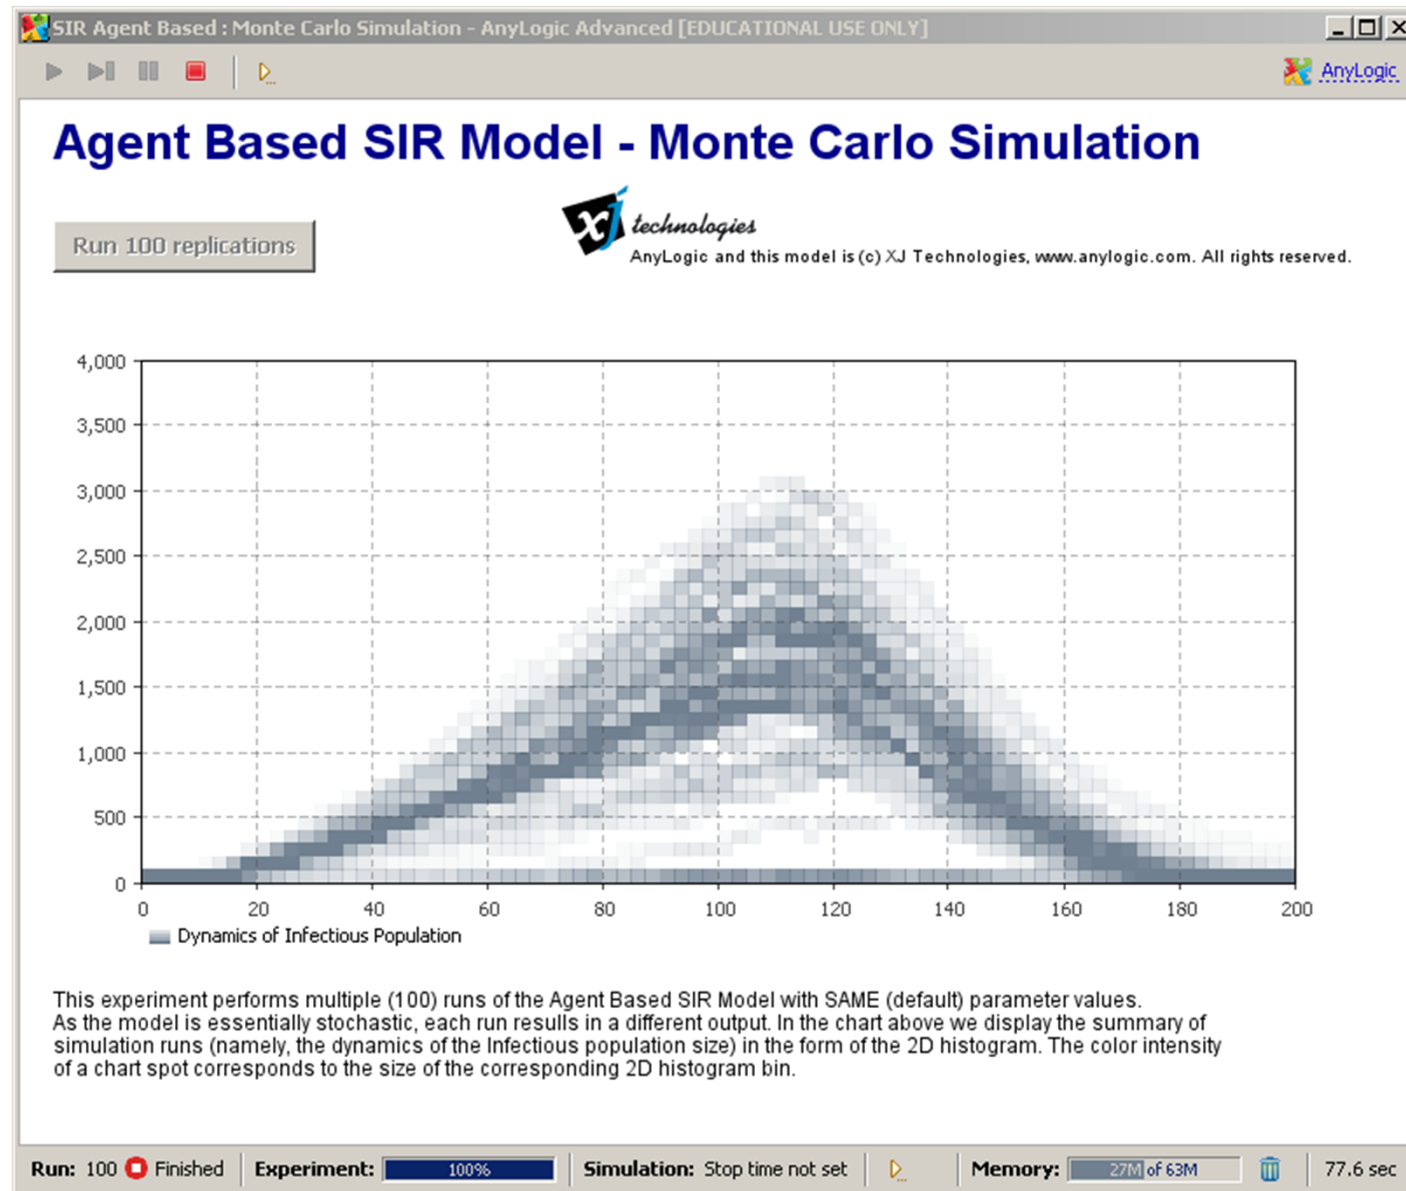 SIR Agent Based : Monte Carlo Simulation - AnyLogic Advanced [EDUCATIONAL USE ONLY]
AnyLogic
Agent Based SIR Model - Monte Carlo Simulation
Run 100 replications
xj technologies
AnyLogic and this model is (c) XJ Technologies, www.anylogic.com. All rights reserved.
4,000
3,500
3,000
2,500
2,000
1,500
1,000
500
0
0 20 40 60 80 100 120 140 160 180 200
Dynamics of Infectious Population
This experiment performs multiple (100) runs of the Agent Based SIR Model with SAME (default) parameter values.
As the model is essentially stochastic, each run resulls in a different output. In the chart above we display the summary of
simulation runs (namely, the dynamics of the Infectious population size) in the form of the 2D histogram. The color intensity
of a chart spot corresponds to the size of the corresponding 2D histogram bin.
Run: 100 Finished Experiment: 100% Simulation: Stop time not set Memory: 27M of 63M 77.6 sec